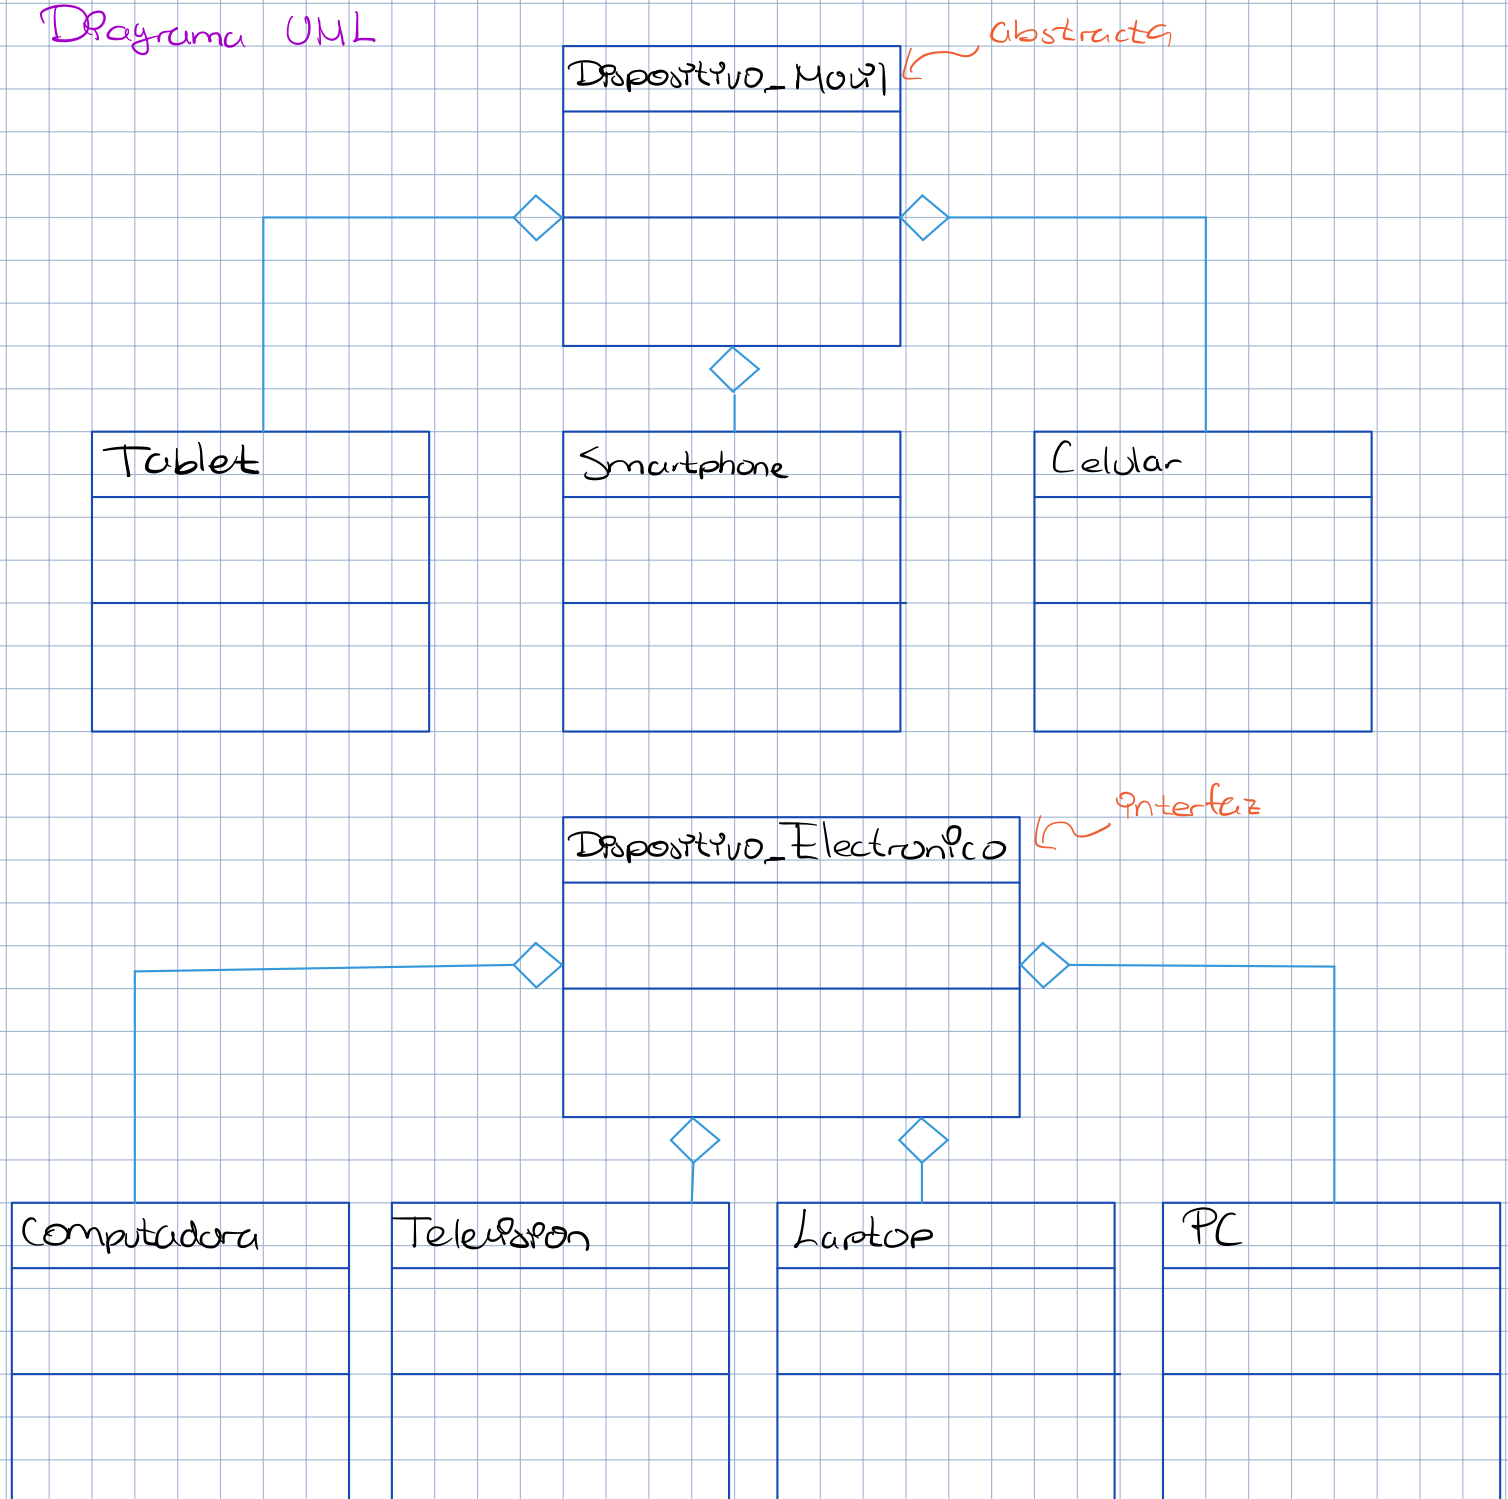 Diagrama UML
abstracta
Dispositivo_Movil
Tablet
Smartphone
Celular
interfaz
Dispositivo_Electronico
Computadora
Television
Laptop
PC